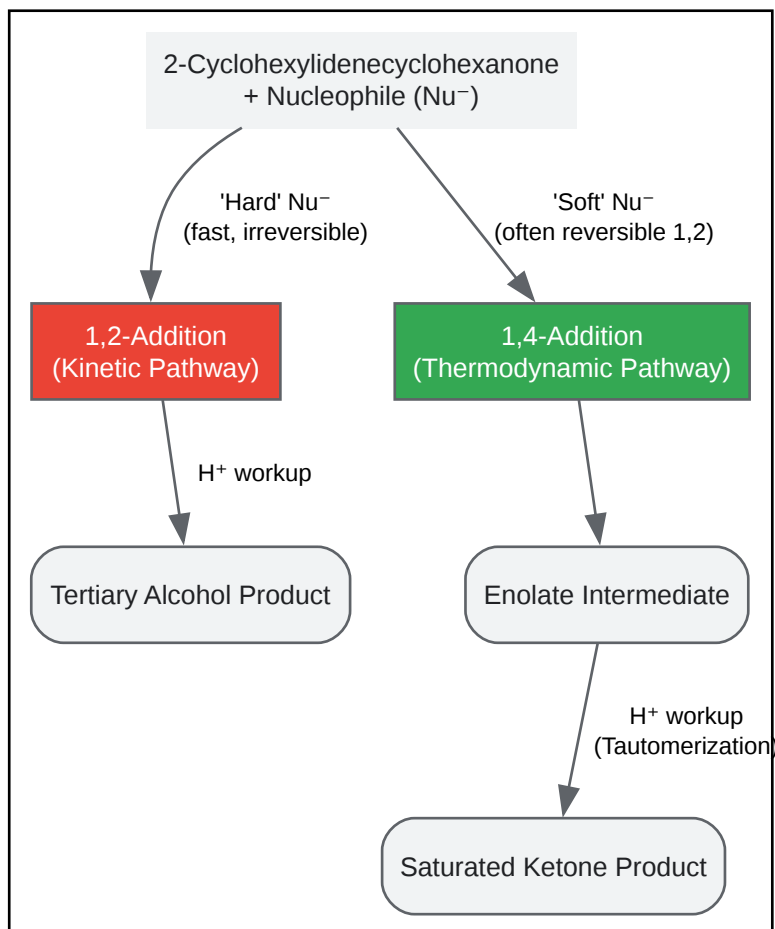 2-Cyclohexylidenecyclohexanone
+ Nucleophile (Nu⁻)
'Hard' Nu⁻
(fast, irreversible)
'Soft' Nu⁻
(often reversible 1,2)
1,2-Addition
(Kinetic Pathway)
1,4-Addition
(Thermodynamic Pathway)
H⁺ workup
Tertiary Alcohol Product
Enolate Intermediate
H⁺ workup
(Tautomerization)
Saturated Ketone Product